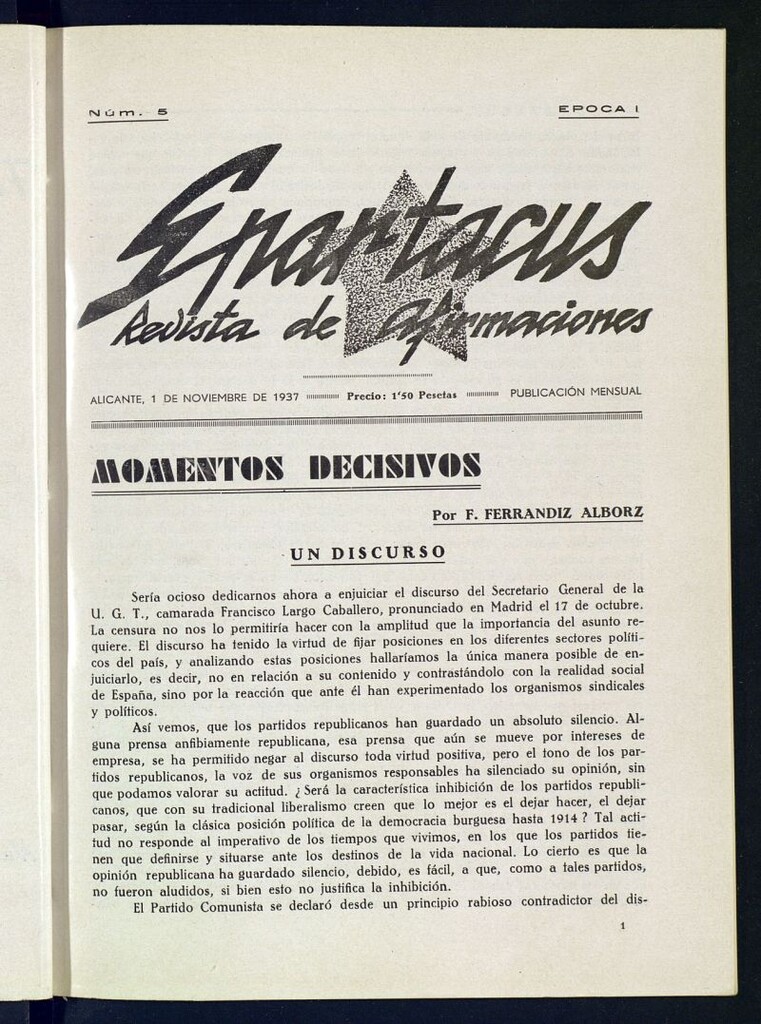 Núm. 5
EPOCA I
Spartacus
Revista de afirmaciones
ALICANTE, 1 DE NOVIEMBRE DE 1937 Precio: 1'50 Pesetas PUBLICACIÓN MENSUAL
MOMENTOS DECISIVOS
Por F. FERRANDIZ ALBORZ
UN DISCURSO
Sería ocioso dedicarnos ahora a enjuiciar el discurso del Secretario General de la
U. G. T., camarada Francisco Largo Caballero, pronunciado en Madrid el 17 de octubre.
La censura no nos lo permitiría hacer con la amplitud que la importancia del asunto re-
quiere. El discurso ha tenido la virtud de fijar posiciones en los diferentes sectores políti-
cos del país, y analizando estas posiciones hallaríamos la única manera posible de en-
juiciarlo, es decir, no en relación a su contenido y contrastándolo con la realidad social
de España, sino por la reacción que ante él han experimentado los organismos sindicales
y políticos.
Así vemos, que los partidos republicanos han guardado un absoluto silencio. Al-
guna prensa anfibiamente republicana, esa prensa que aún se mueve por intereses de
empresa, se ha permitido negar al discurso toda virtud positiva, pero el tono de los par-
tidos republicanos, la voz de sus organismos responsables ha silenciado su opinión, sin
que podamos valorar su actitud. ¿Será la característica inhibición de los partidos republi-
canos, que con su tradicional liberalismo creen que lo mejor es el dejar hacer, el dejar
pasar, según la clásica posición política de la democracia burguesa hasta 1914? Tal acti-
tud no responde al imperativo de los tiempos que vivimos, en los que los partidos tie-
nen que definirse y situarse ante los destinos de la vida nacional. Lo cierto es que la
opinión republicana ha guardado silencio, debido, es fácil, a que, como a tales partidos,
no fueron aludidos, si bien esto no justifica la inhibición.
El Partido Comunista se declaró desde un principio rabioso contradictor del dis-
1